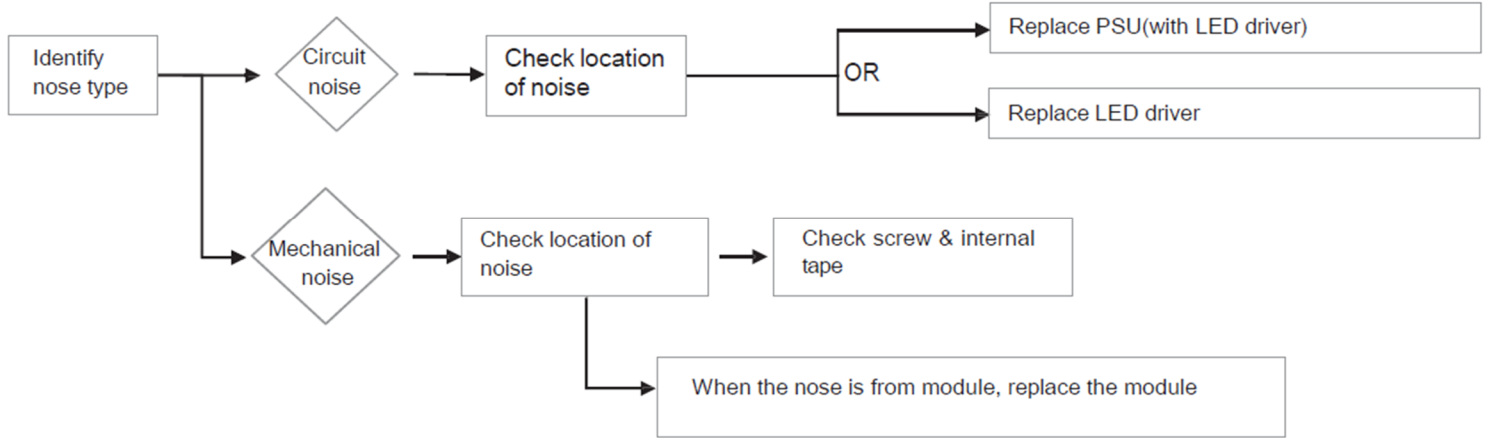 Identify
nose type
Circuit
noise
Check location
of noise
OR
Replace PSU(with LED driver)
Replace LED driver
Mechanical
noise
Check location of
noise
Check screw & internal
tape
When the nose is from module, replace the module